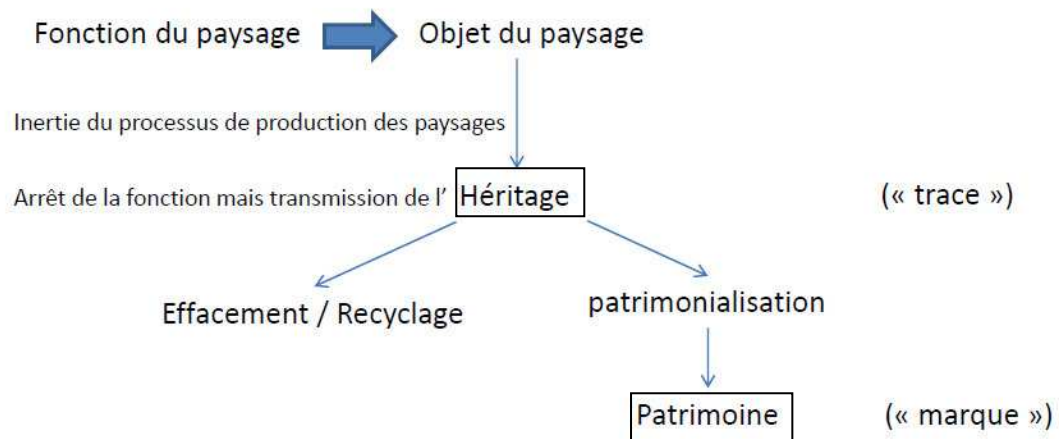 Fonction du paysage Objet du paysage
Inertie du processus de production des paysages
Arrêt de la fonction mais transmission de l' Héritage (« trace »)
Effacement / Recyclage patrimonialisation
Patrimoine (« marque »)